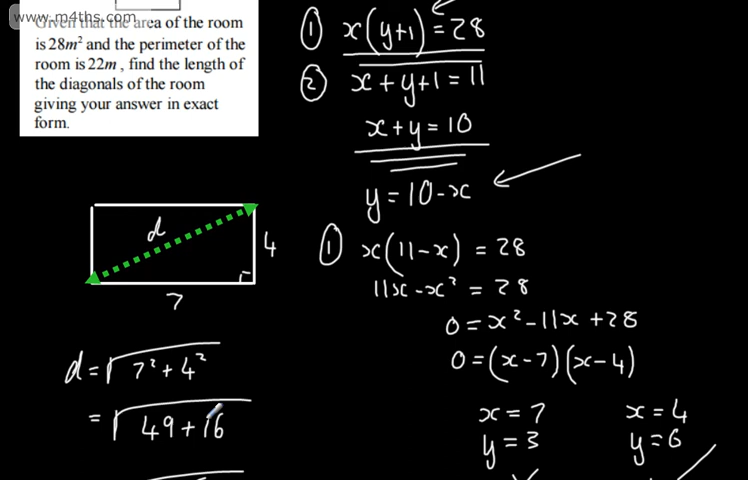 www.m4ths.com
Given that the area of the room
is 28m² and the perimeter of the
room is 22m, find the length of
the diagonals of the room
giving your answer in exact
form.
① x(y+1)=28
② x+y+1=11
x+y=10
y=10-x
① x(11-x)=28
11x-x²=28
0=x²-11x+28
0=(x-7)(x-4)
x=7 x=4
y=3 y=6
d
4
7
d=√7²+4²
=√49+16